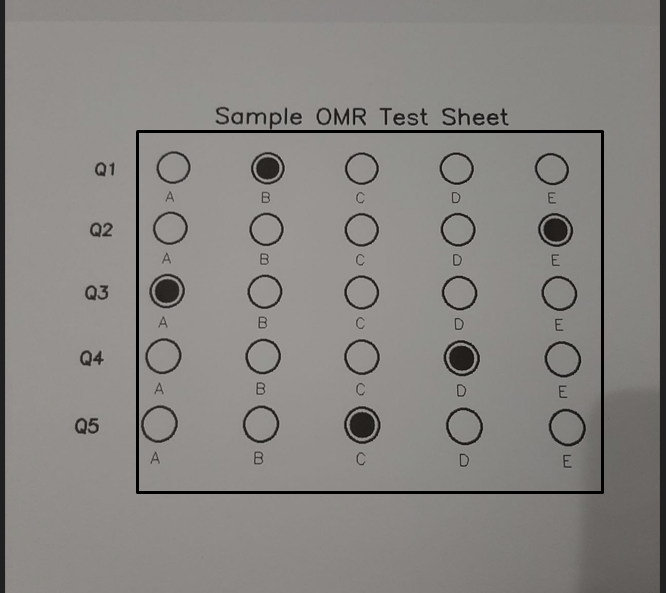 Sample OMR Test Sheet
Q1
A B C D E
Q2
A B C D E
Q3
A B C D E
Q4
A B C D E
Q5
A B C D E